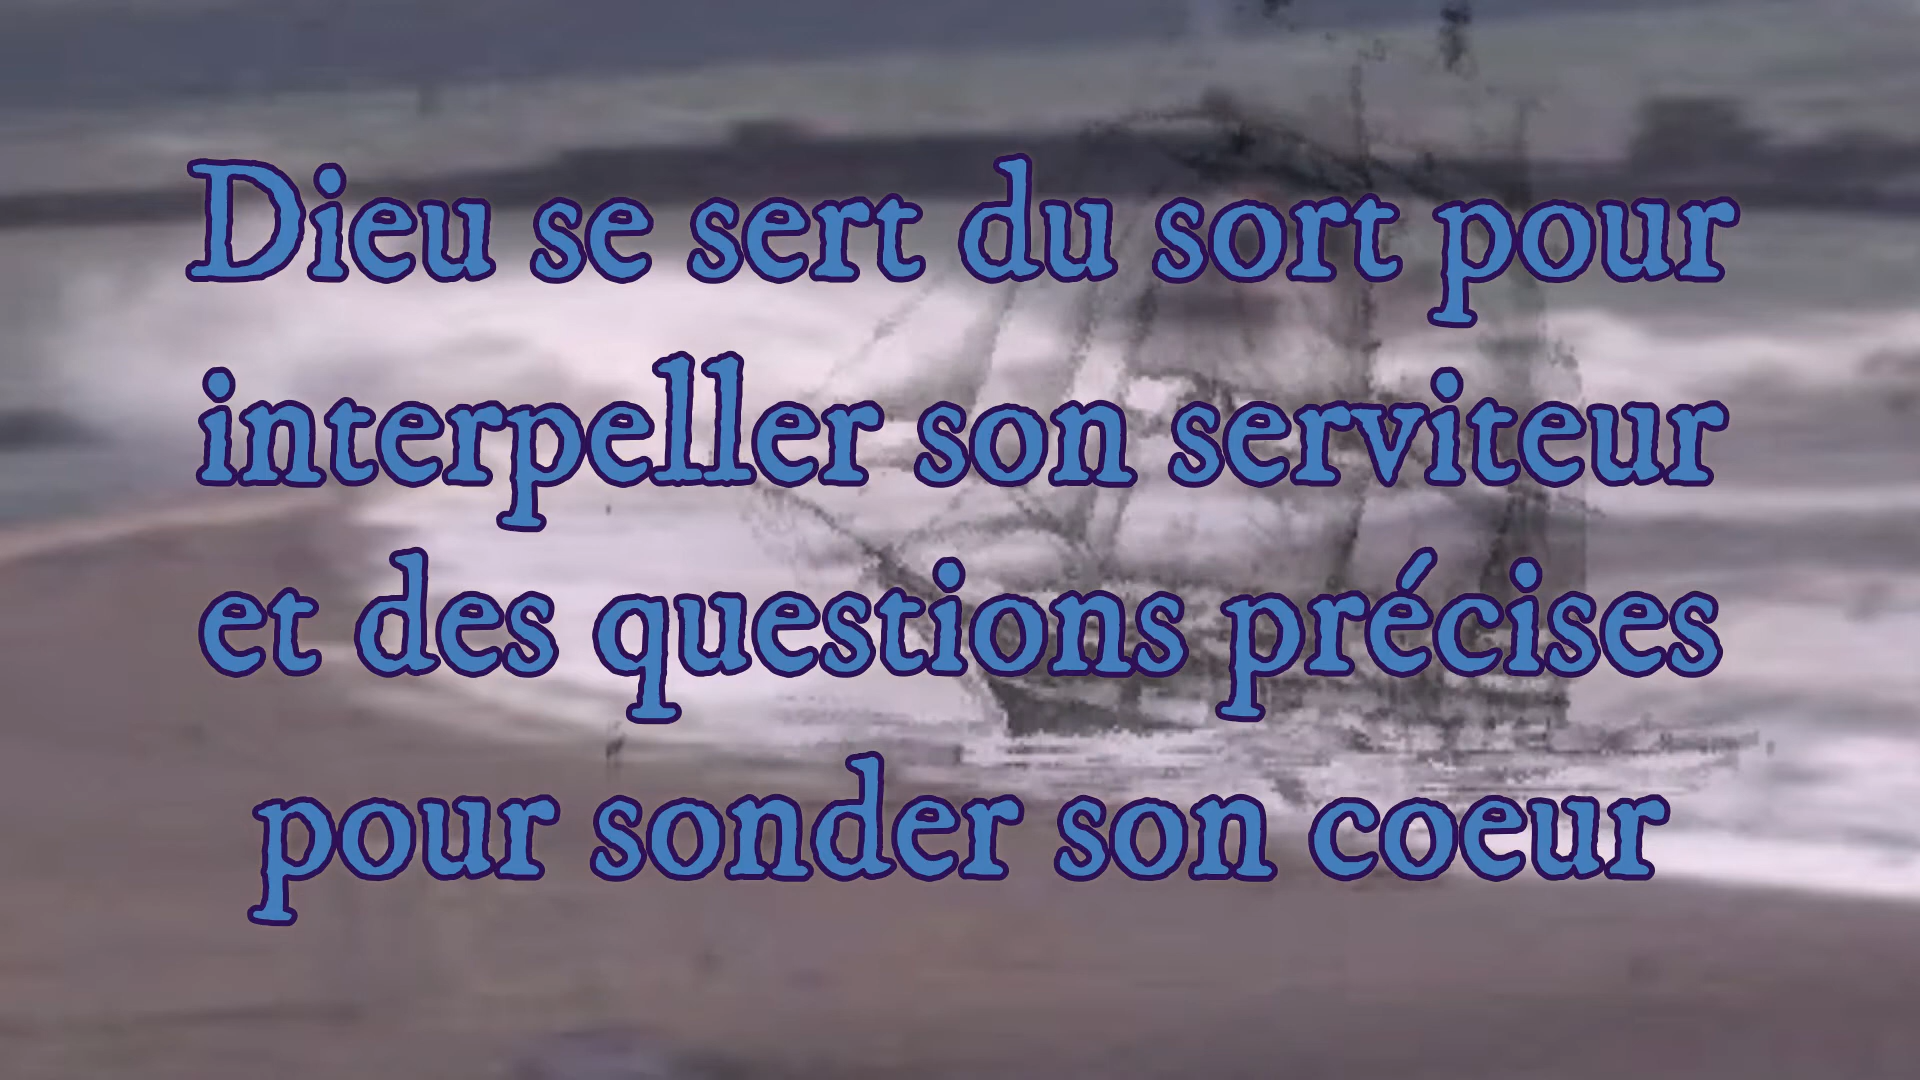 Dieu se sert du sort pour
interpeller son serviteur
et des questions précises
pour sonder son coeur